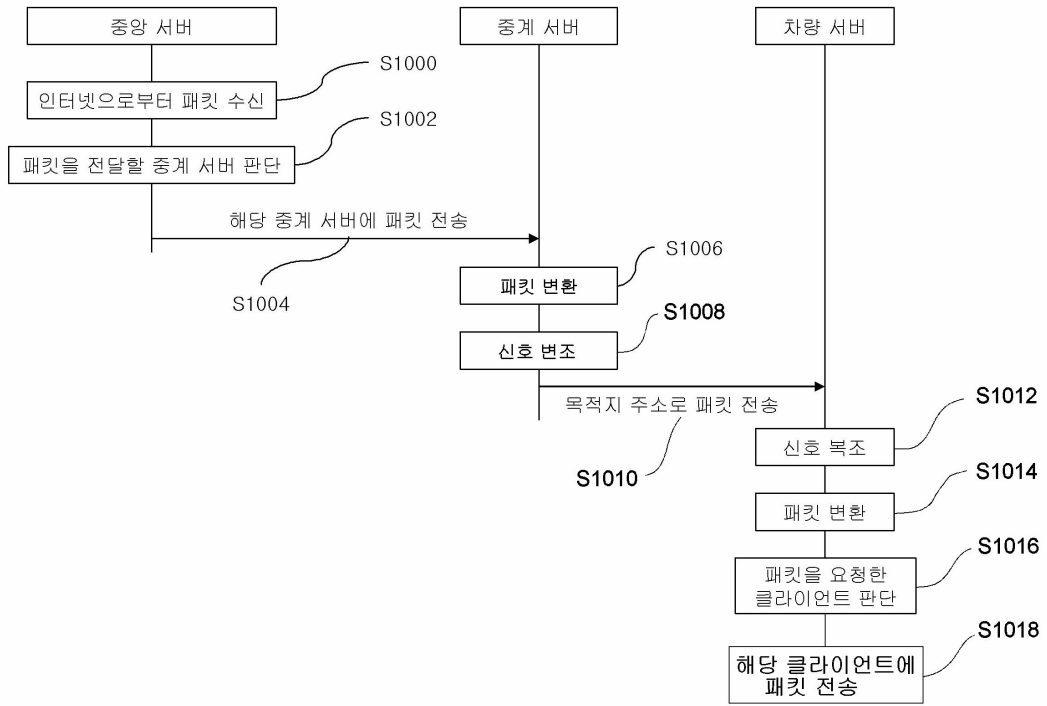 중앙 서버
중계 서버
차량 서버
S1000
인터넷으로부터 패킷 수신
S1002
패킷을 전달할 중계 서버 판단
해당 중계 서버에 패킷 전송
S1004
S1006
패킷 변환
S1008
신호 변조
목적지 주소로 패킷 전송
S1010
S1012
신호 복조
S1014
패킷 변환
S1016
패킷을 요청한
클라이언트 판단
S1018
해당 클라이언트에
패킷 전송